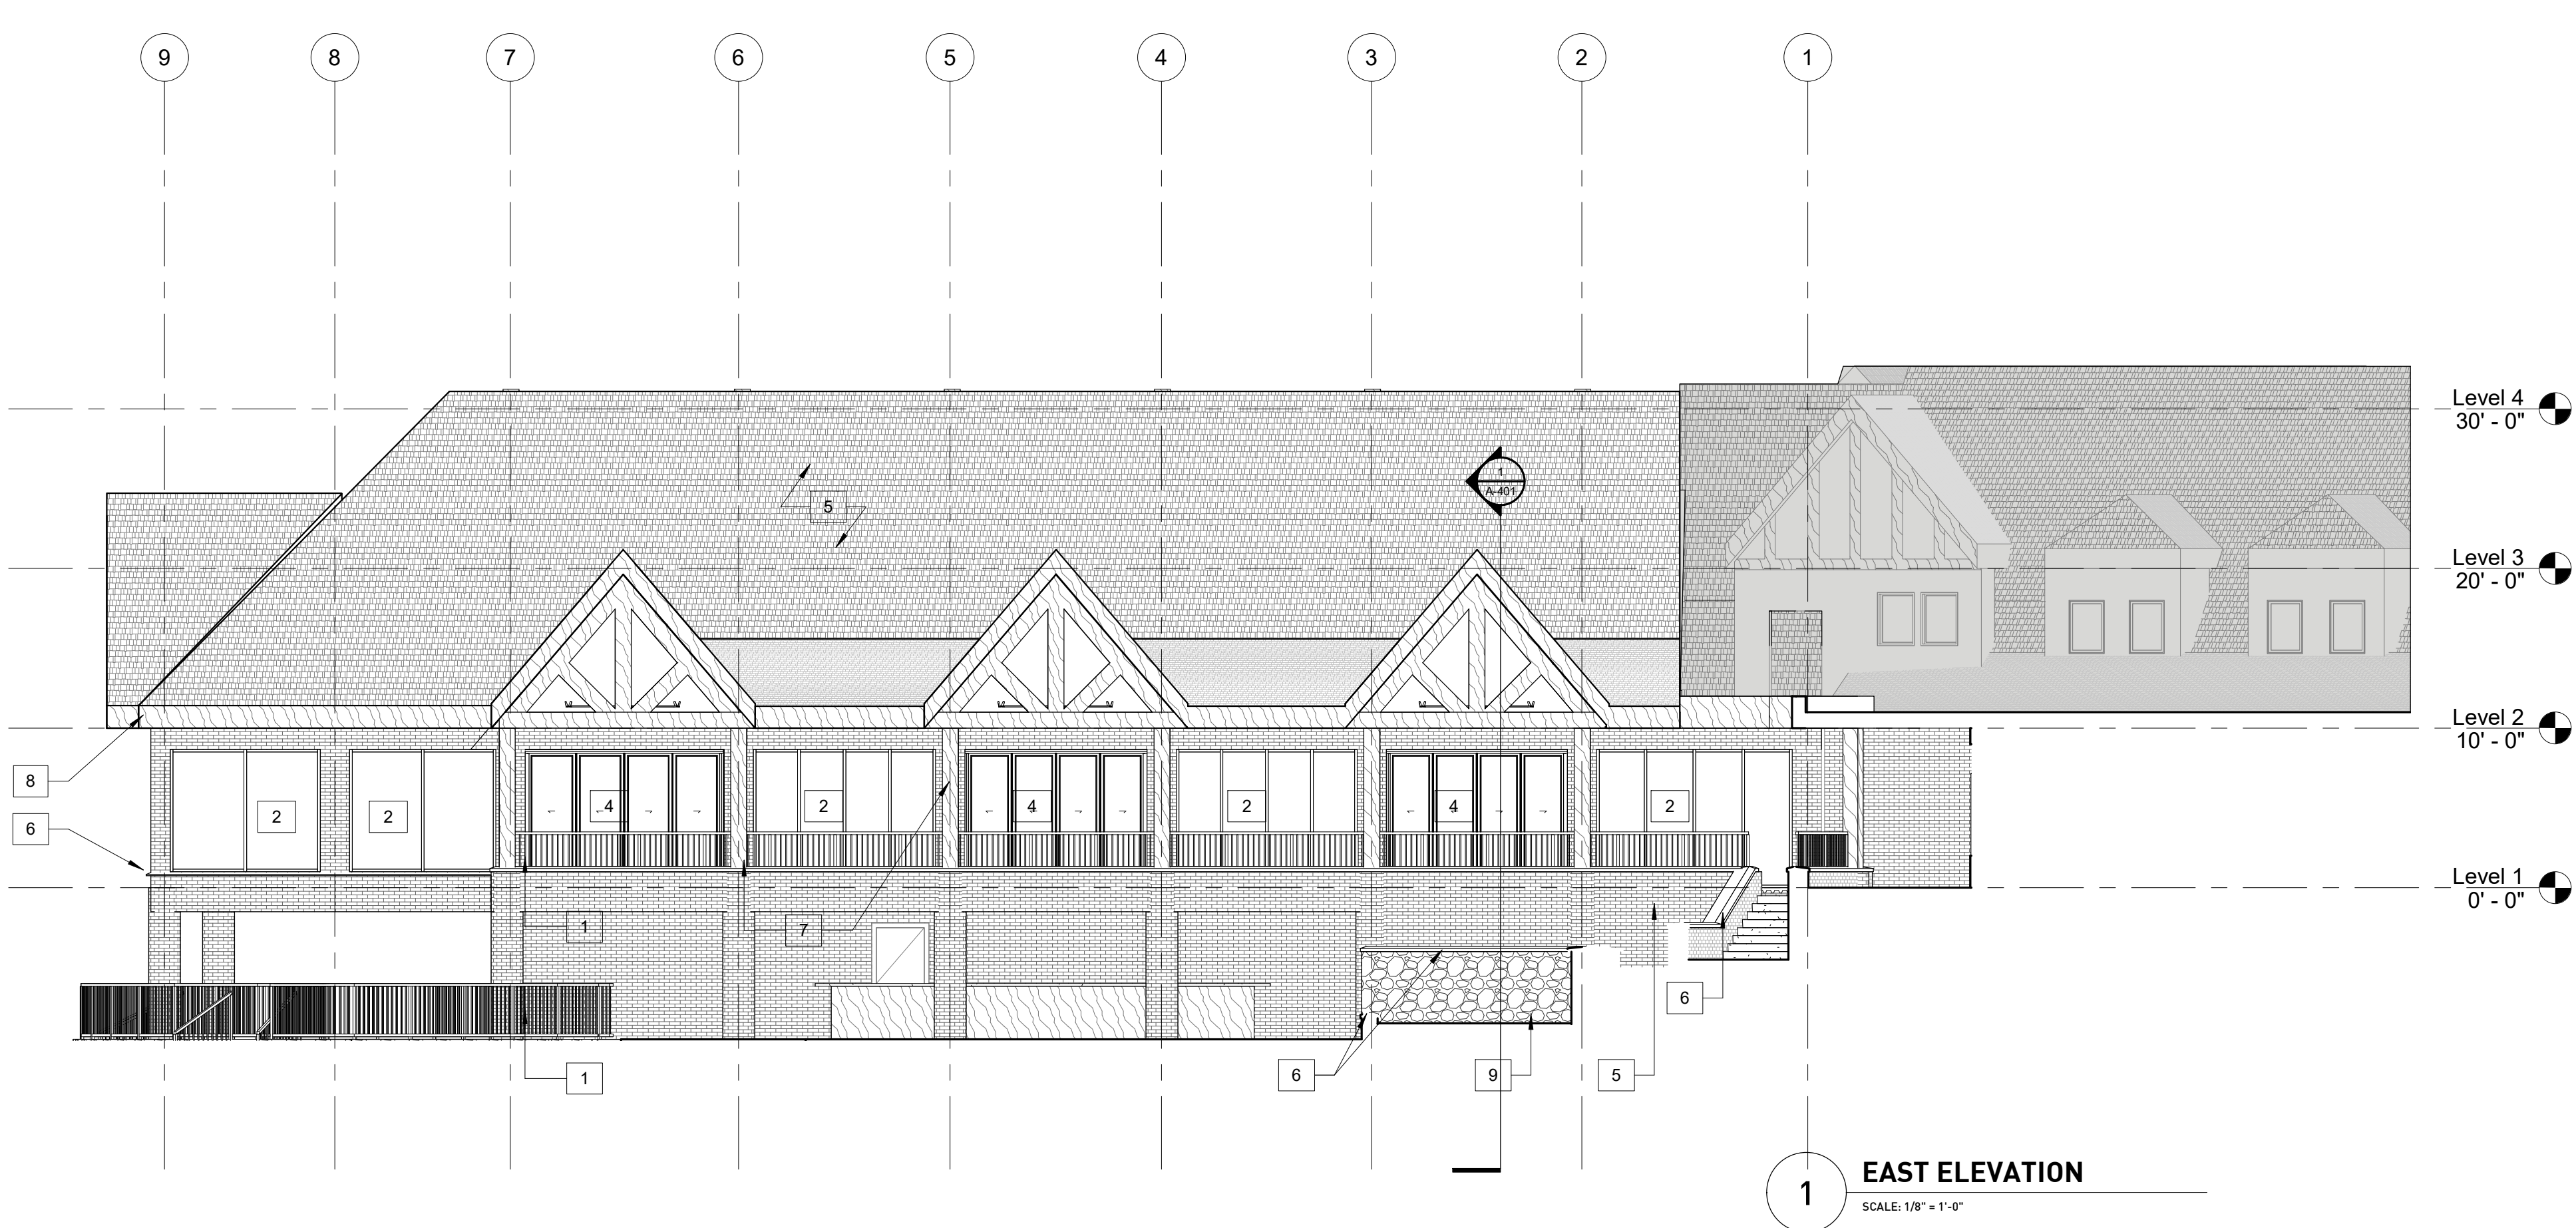 9 8 7 6 5 4 3 2 1
Level 4
30' - 0"
1
A-401
5
Level 3
20' - 0"
Level 2
10' - 0"
8
2 2 4 2 4 2 4 2
6
Level 1
0' - 0"
1
7
6
1
6
9
5
1
EAST ELEVATION
SCALE: 1/8" = 1'-0"